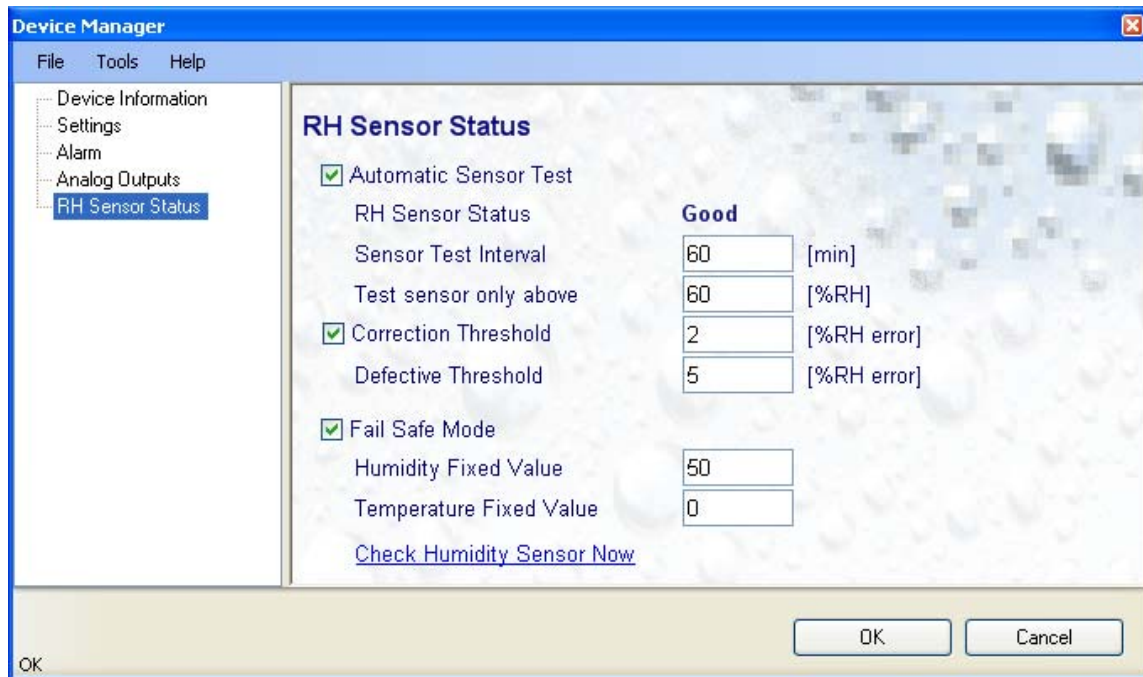 Device Manager
File Tools Help
Device Information
Settings
Alarm
Analog Outputs
RH Sensor Status
RH Sensor Status
Automatic Sensor Test
RH Sensor Status Good
Sensor Test Interval 60 [min]
Test sensor only above 60 [%RH]
Correction Threshold 2 [%RH error]
Defective Threshold 5 [%RH error]
Fail Safe Mode
Humidity Fixed Value 50
Temperature Fixed Value 0
Check Humidity Sensor Now
OK Cancel
OK